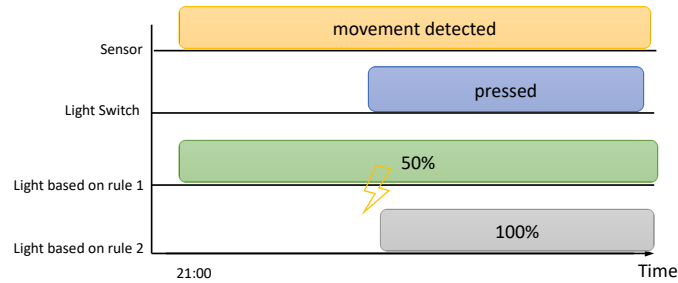 movement detected
Sensor
pressed
Light Switch
50%
Light based on rule 1
100%
Light based on rule 2
21:00
Time